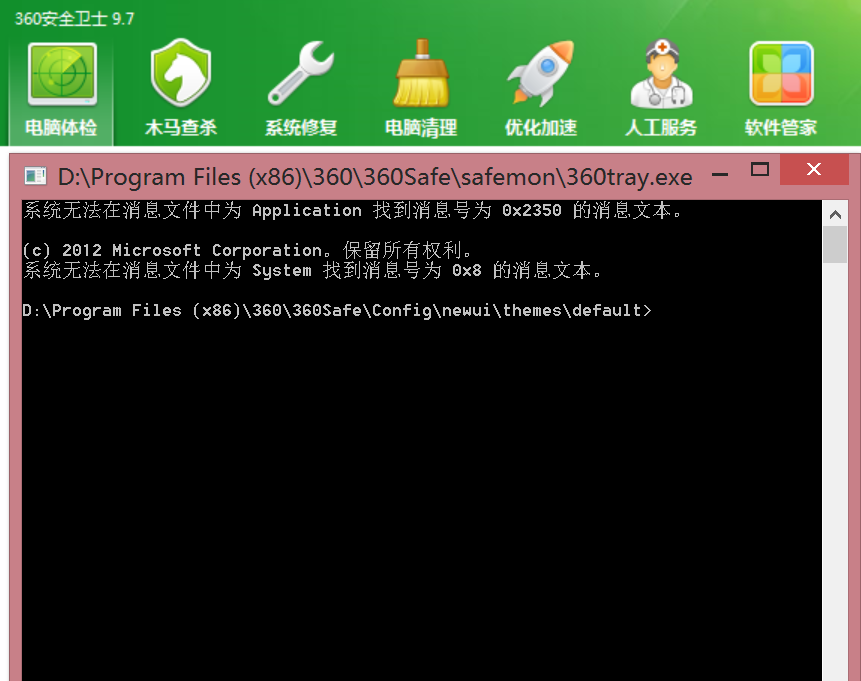 360安全卫士 9.7
电脑体检 木马查杀 系统修复 电脑清理 优化加速 人工服务 软件管家
D:\Program Files (x86)\360\360Safe\safemon\360tray.exe
系统无法在消息文件中为 Application 找到消息号为 0x2350 的消息文本。
(c) 2012 Microsoft Corporation。保留所有权利。
系统无法在消息文件中为 System 找到消息号为 0x8 的消息文本。
D:\Program Files (x86)\360\360Safe\Config\newui\themes\default>